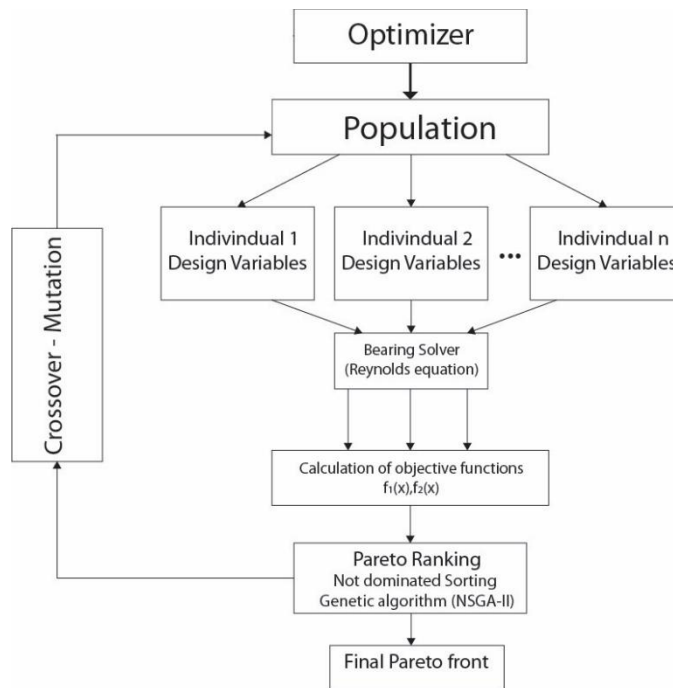 Optimizer
Population
Indivindual 1
Design Variables
Indivindual 2
Design Variables
...
Indivindual n
Design Variables
Crossover - Mutation
Bearing Solver
(Reynolds equation)
Calculation of objective functions
f₁(x),f₂(x)
Pareto Ranking
Not dominated Sorting
Genetic algorithm (NSGA-II)
Final Pareto front